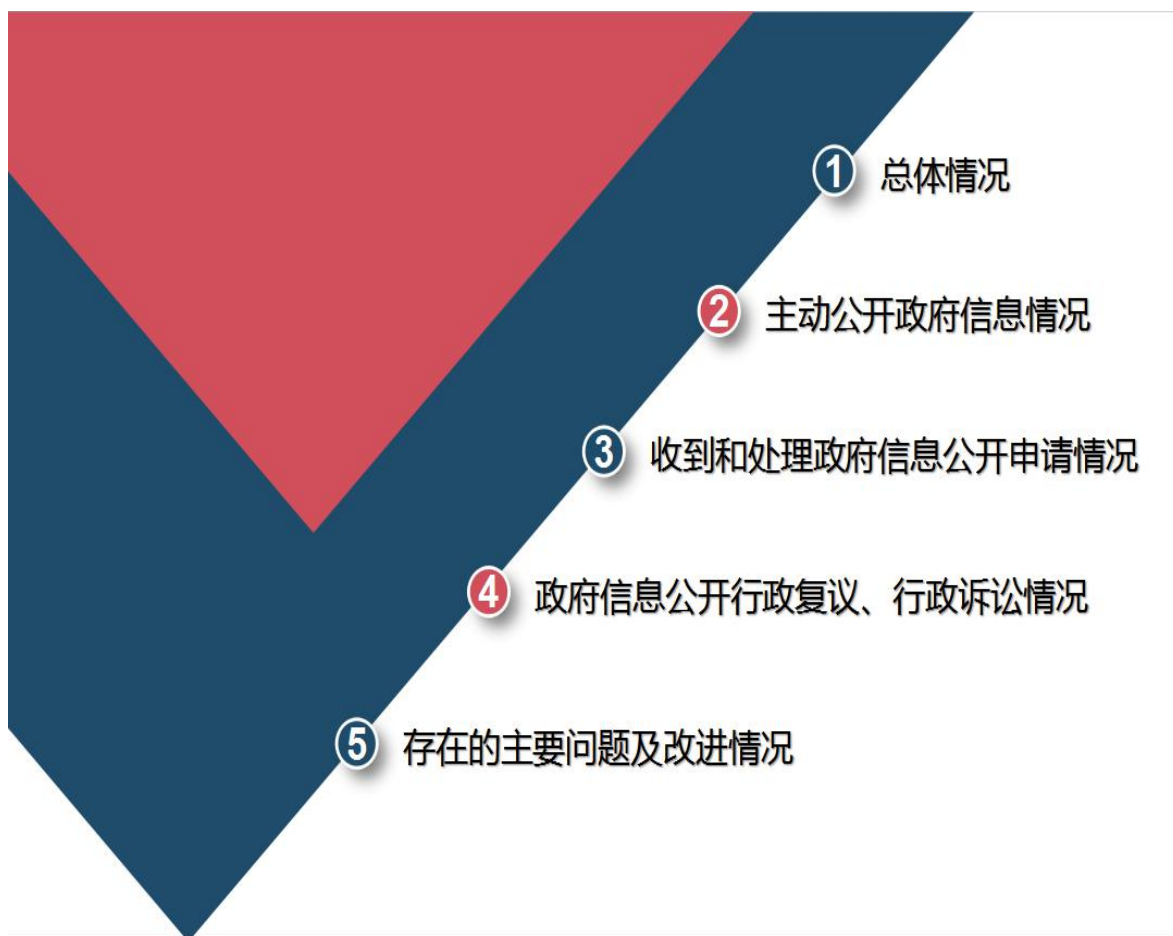 1 总体情况
2 主动公开政府信息情况
3 收到和处理政府信息公开申请情况
4 政府信息公开行政复议、行政诉讼情况
5 存在的主要问题及改进情况